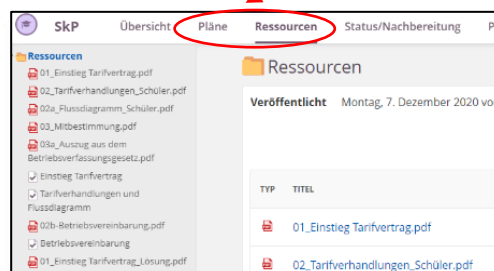 SkP Übersicht Pläne Ressourcen Status/Nachbereitung P
Ressourcen
01_Einstieg Tarifvertrag.pdf
02_Tarifverhandlungen_Schüler.pdf
02a_Flussdiagramm_Schüler.pdf
03_Mitbestimmung.pdf
03a_Auszug aus dem
Betriebsverfassungsgesetz.pdf
Einstieg Tarifvertrag
Tarifverhandlungen und
Flussdiagramm
02b-Betriebsvereinbarung.pdf
Betriebsvereinbarung
01_Einstieg Tarifvertrag_Lösung.pdf
Ressourcen
Veröffentlicht Montag, 7. Dezember 2020 vo
TYP TITEL
01_Einstieg Tarifvertrag.pdf
02_Tarifverhandlungen_Schüler.pdf